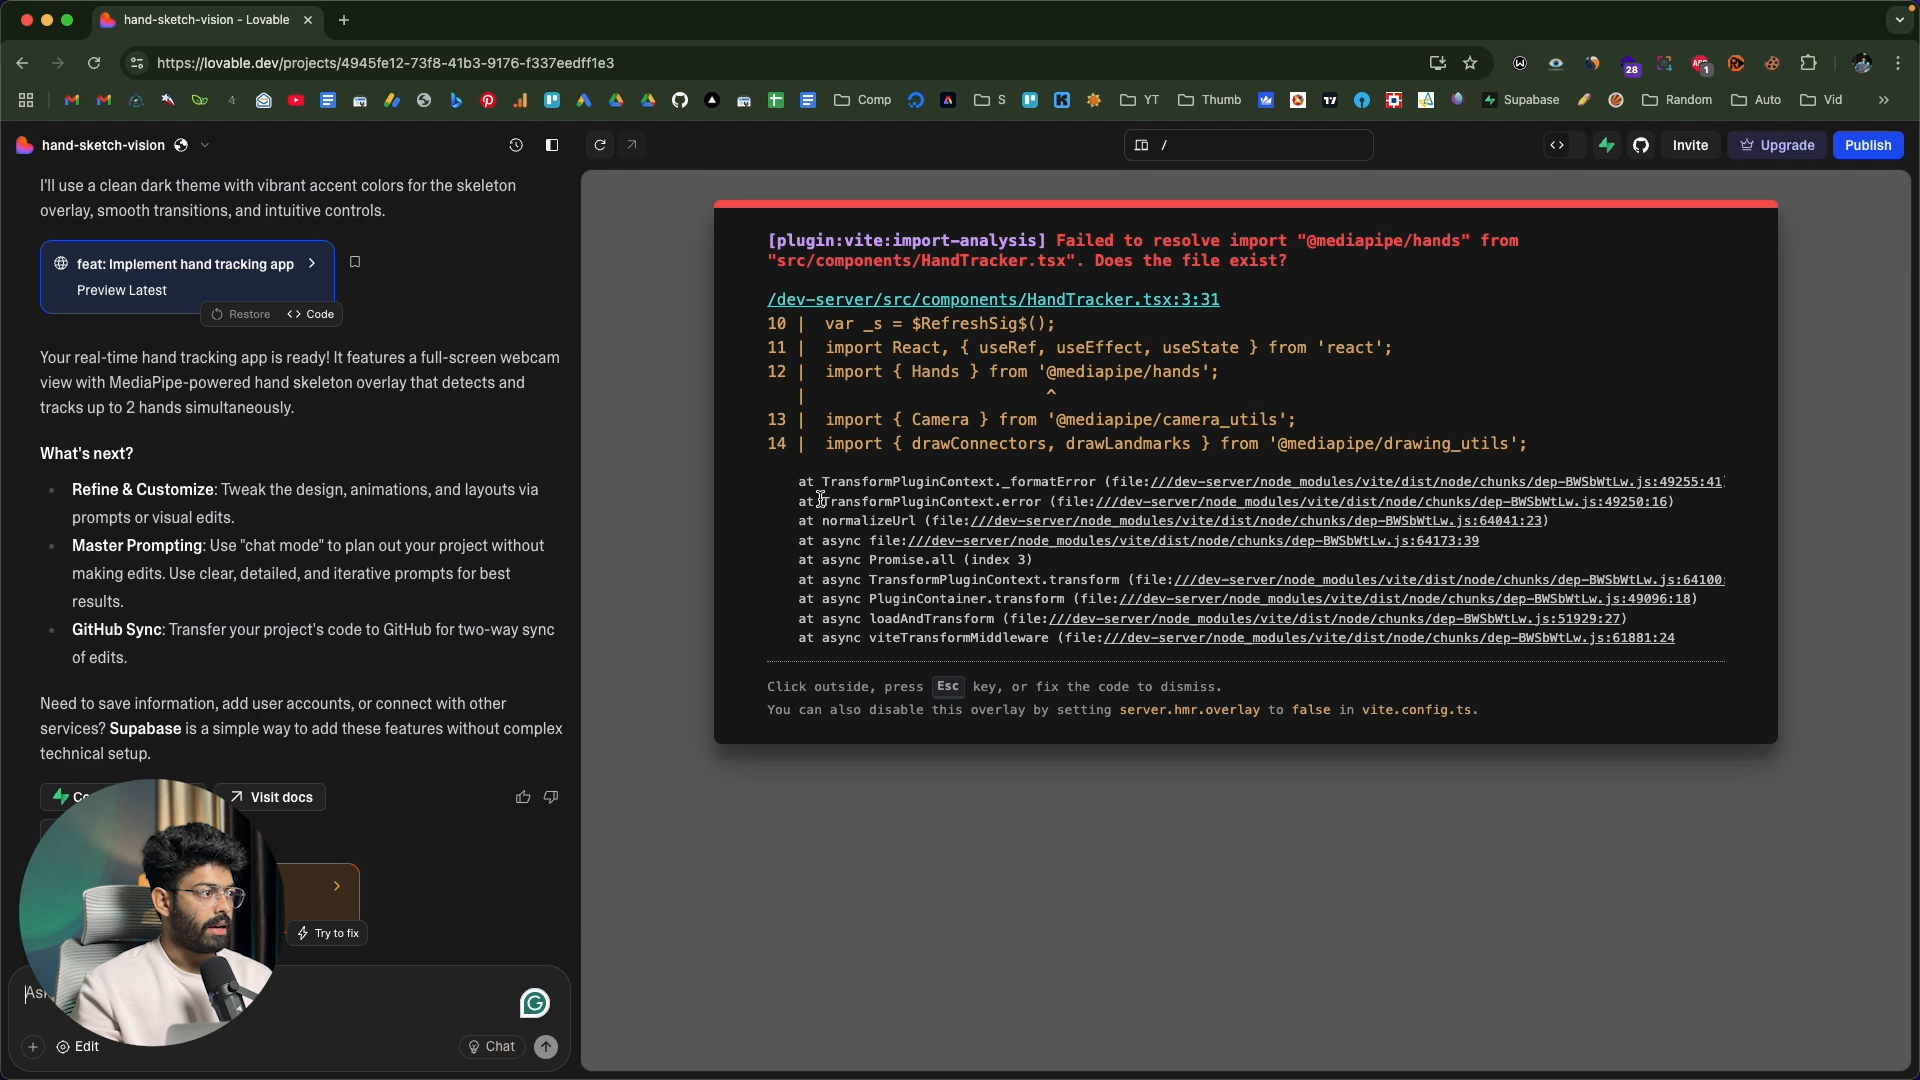 hand-sketch-vision - Lovable
https://lovable.dev/projects/4945fe12-73f8-41b3-9176-f337eedff1e3
28
1
Comp
S
YT
Thumb
Supabase
Random
Auto
Vid
hand-sketch-vision
/
Invite
Upgrade
Publish
I'll use a clean dark theme with vibrant accent colors for the skeleton
overlay, smooth transitions, and intuitive controls.
feat: Implement hand tracking app
Preview Latest
Restore
Code
Your real-time hand tracking app is ready! It features a full-screen webcam
view with MediaPipe-powered hand skeleton overlay that detects and
tracks up to 2 hands simultaneously.
What's next?
Refine & Customize: Tweak the design, animations, and layouts via
prompts or visual edits.
Master Prompting: Use "chat mode" to plan out your project without
making edits. Use clear, detailed, and iterative prompts for best
results.
GitHub Sync: Transfer your project's code to GitHub for two-way sync
of edits.
Need to save information, add user accounts, or connect with other
services? Supabase is a simple way to add these features without complex
technical setup.
Visit docs
Try to fix
Edit
Chat
[plugin:vite:import-analysis] Failed to resolve import "@mediapipe/hands" from
"src/components/HandTracker.tsx". Does the file exist?
/dev-server/src/components/HandTracker.tsx:3:31
10 | var _s = $RefreshSig$();
11 | import React, { useRef, useEffect, useState } from 'react';
12 | import { Hands } from '@mediapipe/hands';
| ^
13 | import { Camera } from '@mediapipe/camera_utils';
14 | import { drawConnectors, drawLandmarks } from '@mediapipe/drawing_utils';
at TransformPluginContext._formatError (file:///dev-server/node_modules/vite/dist/node/chunks/dep-BWSbWtLw.js:49255:41)
at TransformPluginContext.error (file:///dev-server/node_modules/vite/dist/node/chunks/dep-BWSbWtLw.js:49250:16)
at normalizeUrl (file:///dev-server/node_modules/vite/dist/node/chunks/dep-BWSbWtLw.js:64041:23)
at async file:///dev-server/node_modules/vite/dist/node/chunks/dep-BWSbWtLw.js:64173:39
at async Promise.all (index 3)
at async TransformPluginContext.transform (file:///dev-server/node_modules/vite/dist/node/chunks/dep-BWSbWtLw.js:64100:
at async PluginContainer.transform (file:///dev-server/node_modules/vite/dist/node/chunks/dep-BWSbWtLw.js:49096:18)
at async loadAndTransform (file:///dev-server/node_modules/vite/dist/node/chunks/dep-BWSbWtLw.js:51929:27)
at async viteTransformMiddleware (file:///dev-server/node_modules/vite/dist/node/chunks/dep-BWSbWtLw.js:61881:24
Click outside, press Esc key, or fix the code to dismiss.
You can also disable this overlay by setting server.hmr.overlay to false in vite.config.ts.